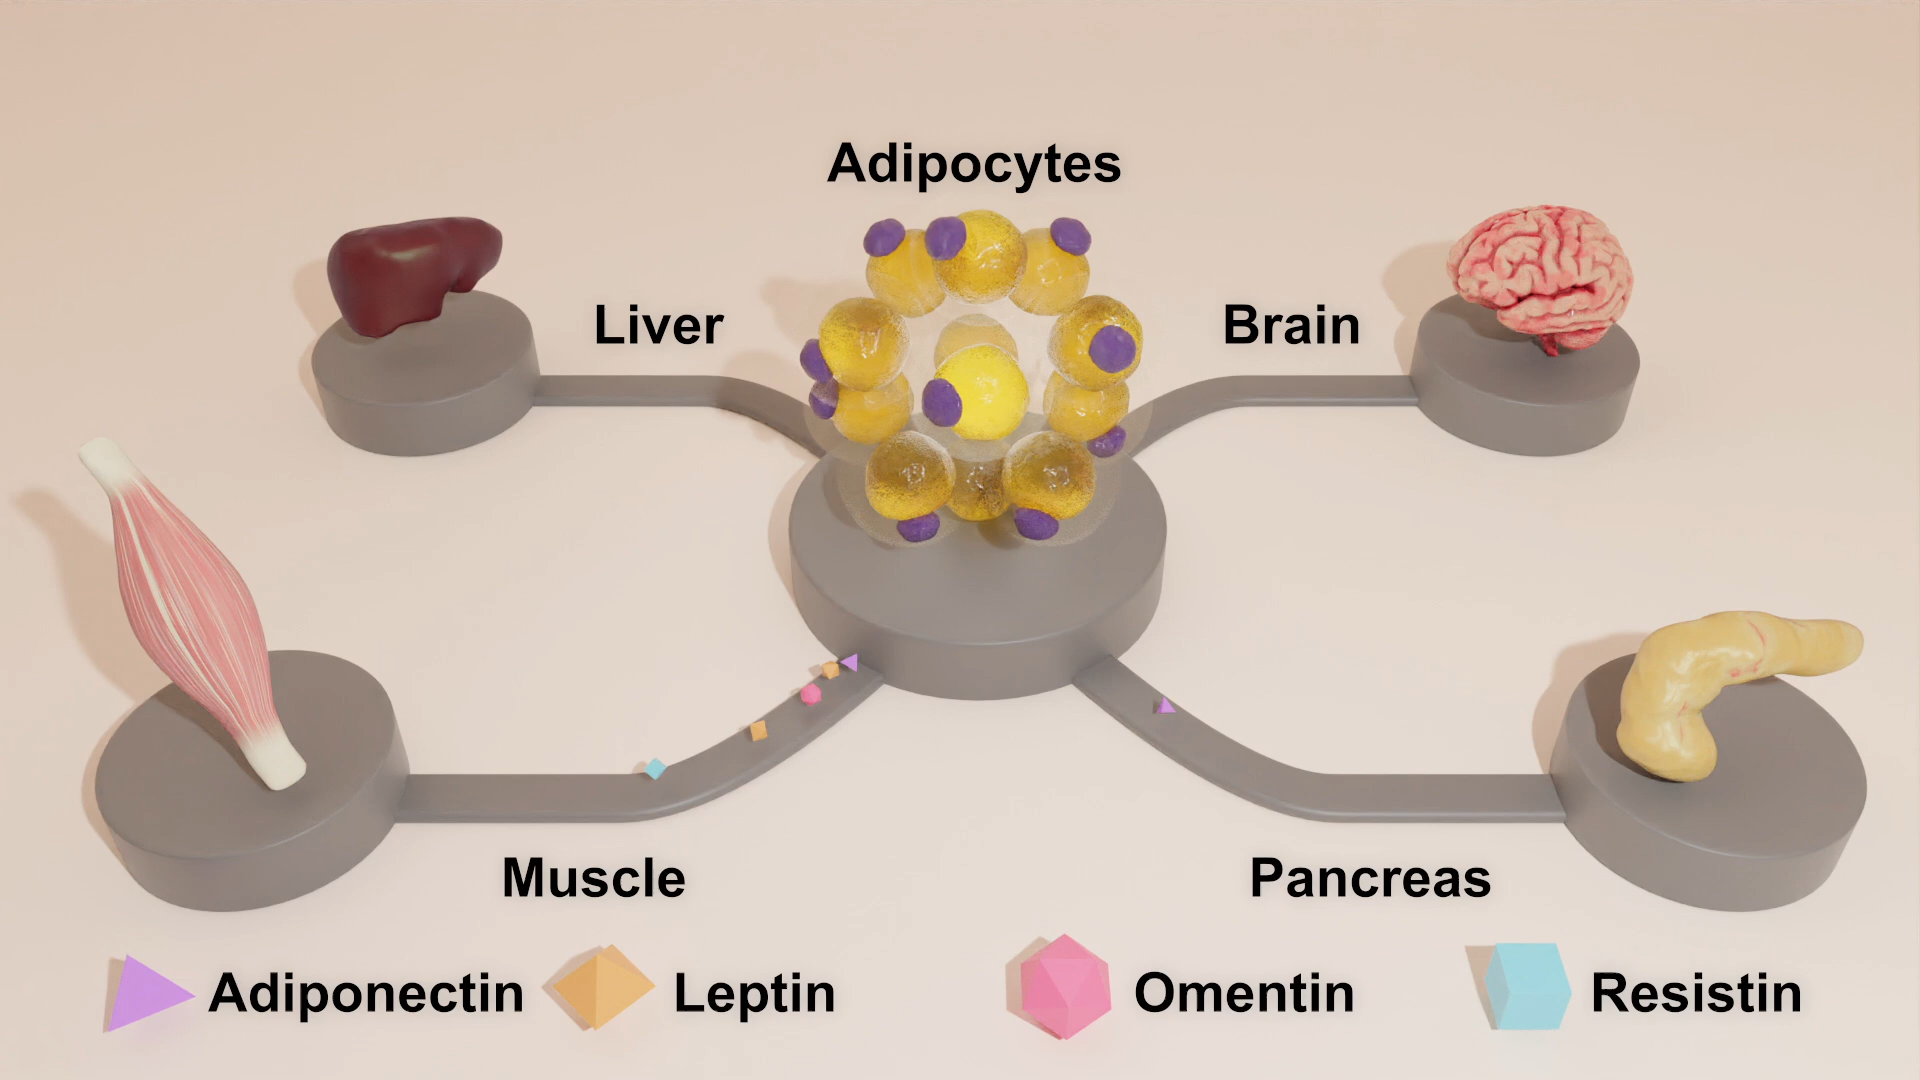 Adipocytes
Liver
Brain
Muscle
Pancreas
Adiponectin
Leptin
Omentin
Resistin